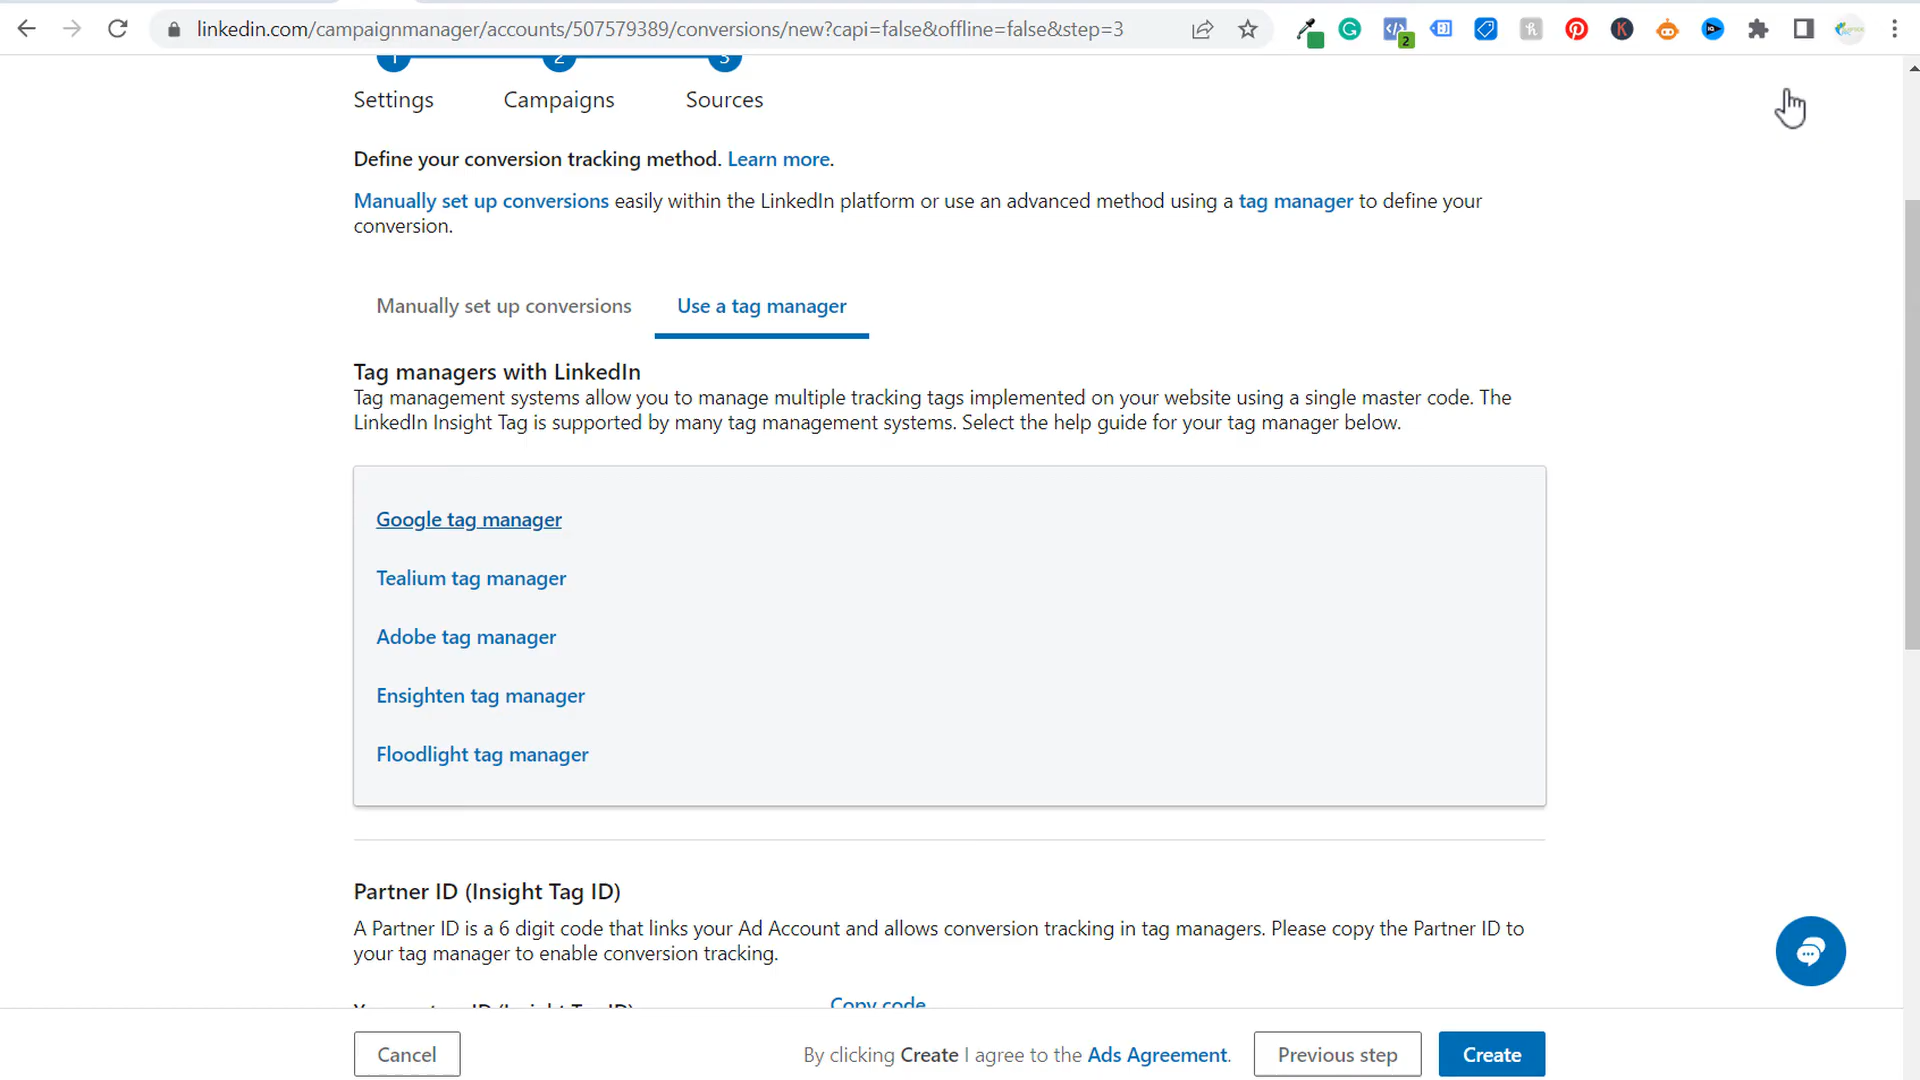 linkedin.com/campaignmanager/accounts/507579389/conversions/new?capi=false&offline=false&step=3
2
1 2 3
Settings Campaigns Sources
Define your conversion tracking method. Learn more.
Manually set up conversions easily within the LinkedIn platform or use an advanced method using a tag manager to define your
conversion.
Manually set up conversions Use a tag manager
Tag managers with LinkedIn
Tag management systems allow you to manage multiple tracking tags implemented on your website using a single master code. The
LinkedIn Insight Tag is supported by many tag management systems. Select the help guide for your tag manager below.
Google tag manager
Tealium tag manager
Adobe tag manager
Ensighten tag manager
Floodlight tag manager
Partner ID (Insight Tag ID)
A Partner ID is a 6 digit code that links your Ad Account and allows conversion tracking in tag managers. Please copy the Partner ID to
your tag manager to enable conversion tracking.
Copy code
Cancel By clicking Create I agree to the Ads Agreement. Previous step Create